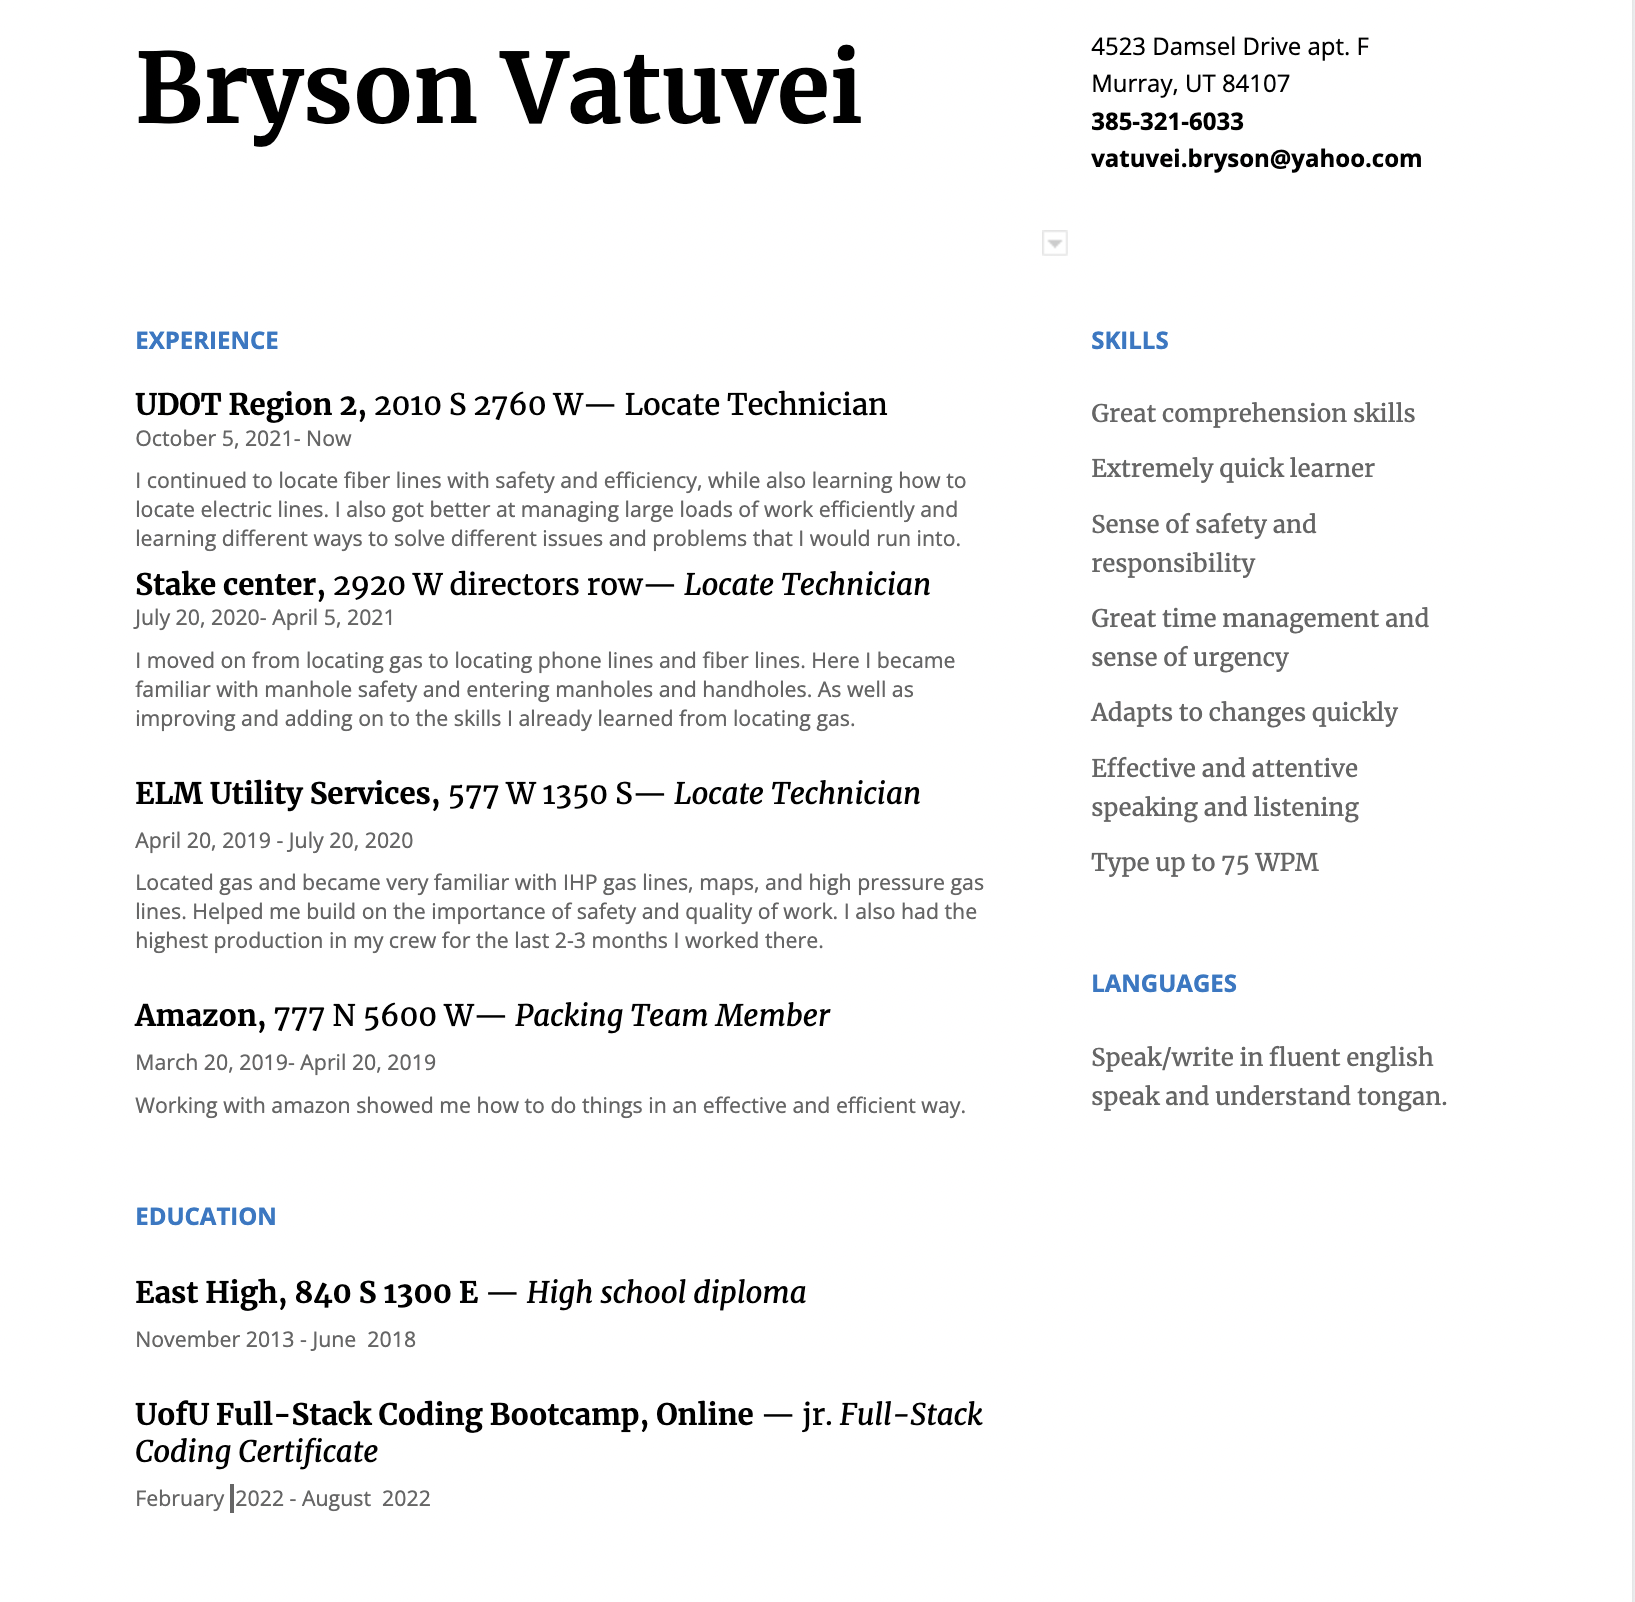 Bryson Vatuvei
4523 Damsel Drive apt. F
Murray, UT 84107
385-321-6033
vatuvei.bryson@yahoo.com
EXPERIENCE
UDOT Region 2, 2010 S 2760 W— Locate Technician
October 5, 2021- Now
I continued to locate fiber lines with safety and efficiency, while also learning how to
locate electric lines. I also got better at managing large loads of work efficiently and
learning different ways to solve different issues and problems that I would run into.
Stake center, 2920 W directors row— Locate Technician
July 20, 2020- April 5, 2021
I moved on from locating gas to locating phone lines and fiber lines. Here I became
familiar with manhole safety and entering manholes and handholes. As well as
improving and adding on to the skills I already learned from locating gas.
ELM Utility Services, 577 W 1350 S— Locate Technician
April 20, 2019 - July 20, 2020
Located gas and became very familiar with IHP gas lines, maps, and high pressure gas
lines. Helped me build on the importance of safety and quality of work. I also had the
highest production in my crew for the last 2-3 months I worked there.
Amazon, 777 N 5600 W— Packing Team Member
March 20, 2019- April 20, 2019
Working with amazon showed me how to do things in an effective and efficient way.
EDUCATION
East High, 840 S 1300 E — High school diploma
November 2013 - June  2018
UofU Full-Stack Coding Bootcamp, Online — jr. Full-Stack
Coding Certificate
February 2022 - August  2022
SKILLS
Great comprehension skills
Extremely quick learner
Sense of safety and
responsibility
Great time management and
sense of urgency
Adapts to changes quickly
Effective and attentive
speaking and listening
Type up to 75 WPM
LANGUAGES
Speak/write in fluent english
speak and understand tongan.